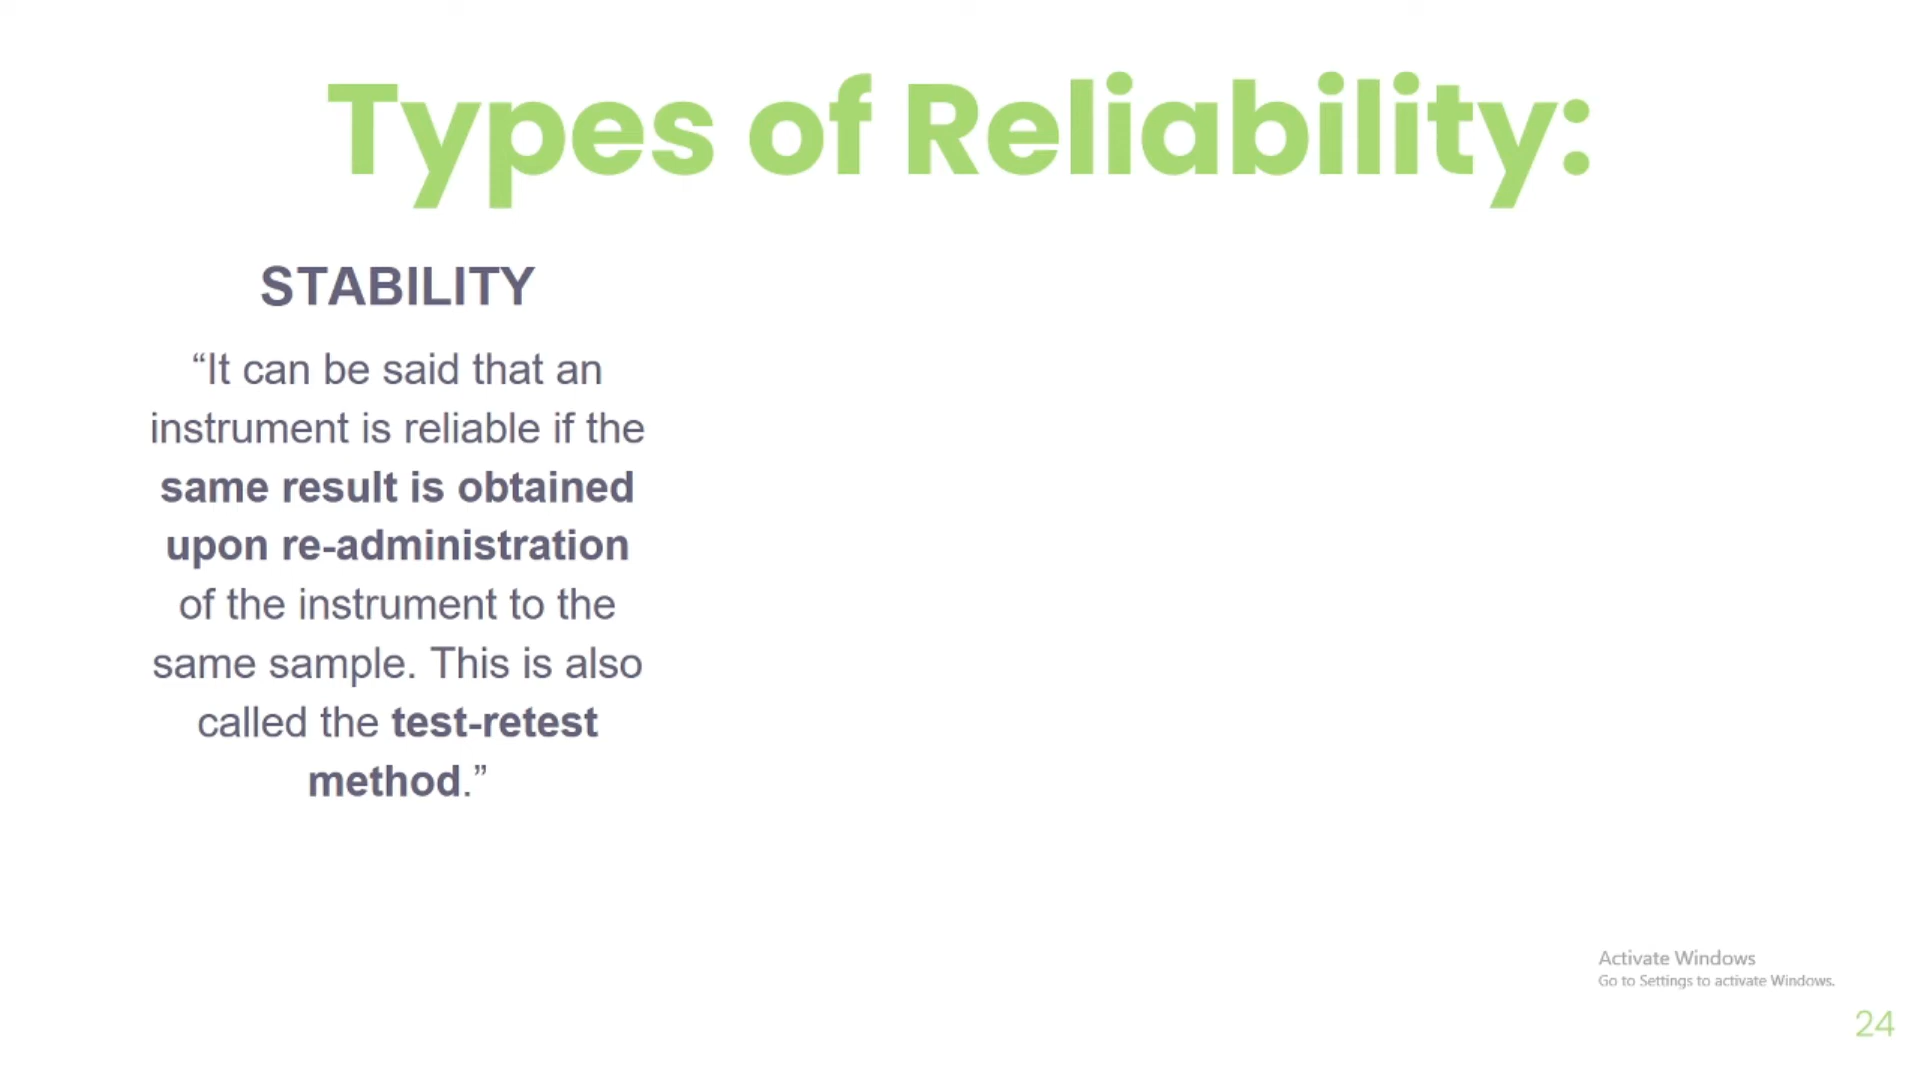 Types of Reliability:
STABILITY
“It can be said that an
instrument is reliable if the
same result is obtained
upon re-administration
of the instrument to the
same sample. This is also
called the test-retest
method.”
Activate Windows
Go to Settings to activate Windows.
24